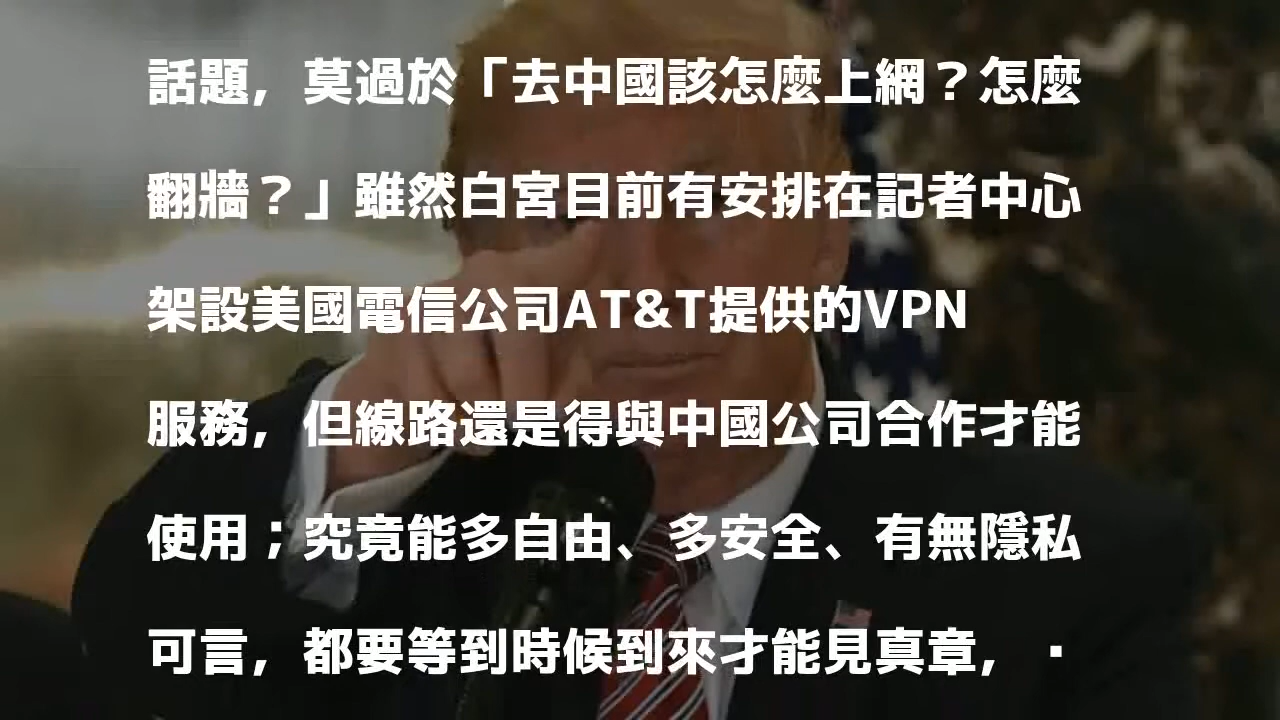 話題，莫過於「去中國該怎麼上網？怎麼
翻牆？」雖然白宮目前有安排在記者中心
架設美國電信公司AT&T提供的VPN
服務，但線路還是得與中國公司合作才能
使用；究竟能多自由、多安全、有無隱私
可言，都要等到時候到來才能見真章，·